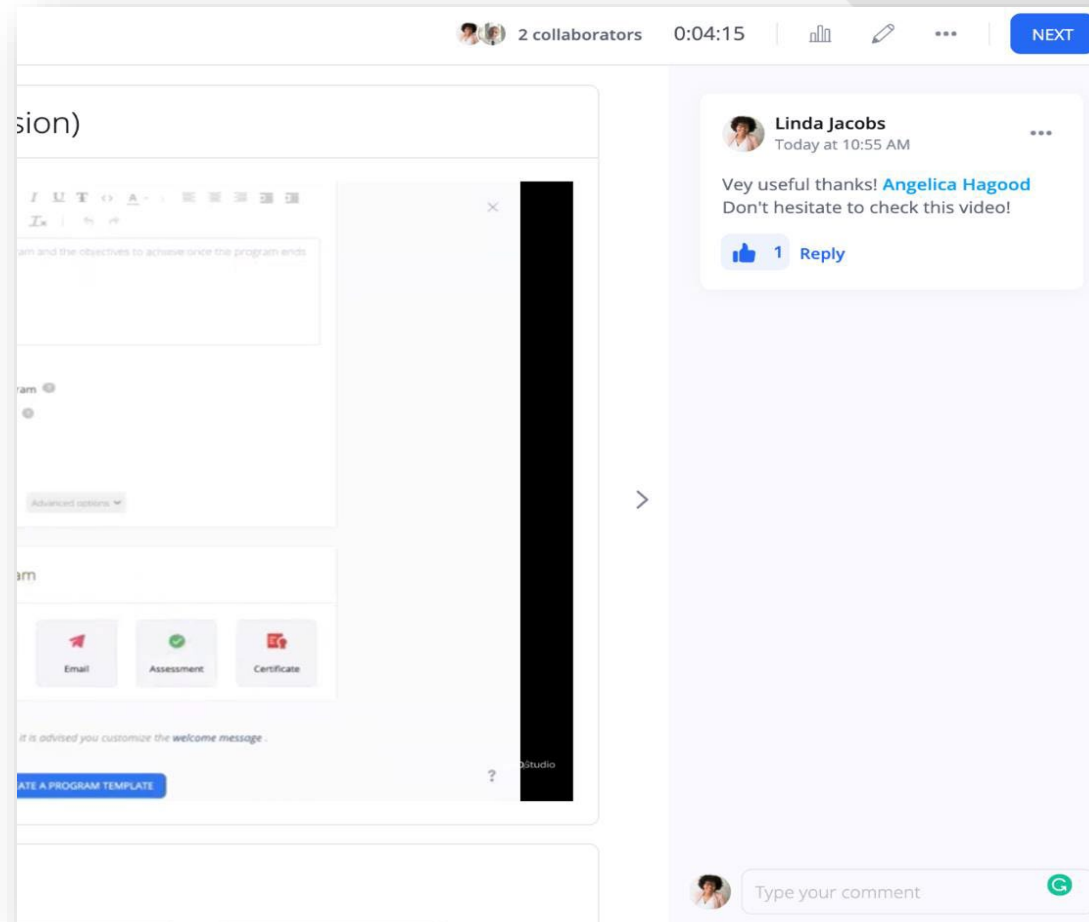 2 collaborators 0:04:15 NEXT
sion)
am and the objectives to achieve once the program ends
ram
Advanced options
am
Email Assessment Certificate
it is advised you customize the welcome message .
ATE A PROGRAM TEMPLATE
?
Studio
Linda Jacobs
Today at 10:55 AM
Vey useful thanks! Angelica Hagood
Don't hesitate to check this video!
1 Reply
Type your comment